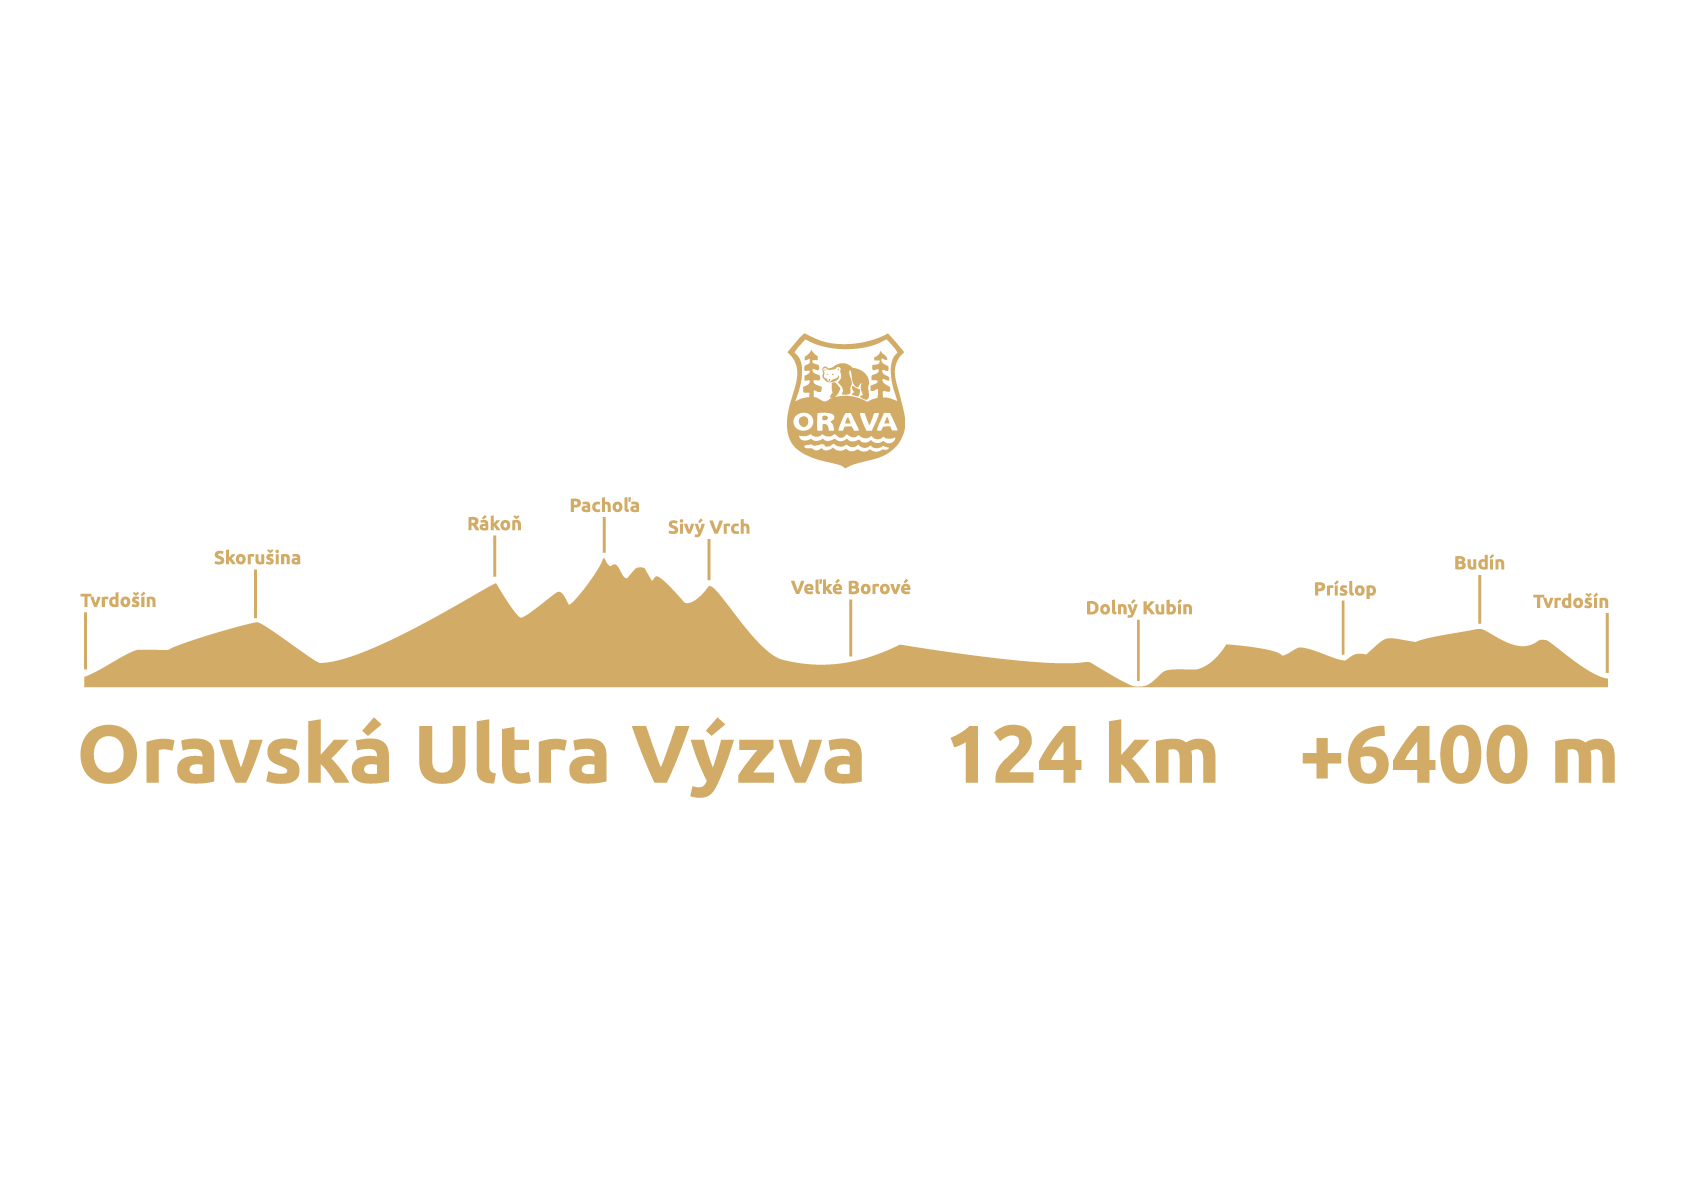 ORAVA
Tvrdošín
Skorušina
Rákoň
Pachoľa
Sivý Vrch
Veľké Borové
Dolný Kubín
Príslop
Budín
Tvrdošín
Oravská Ultra Výzva 124 km +6400 m